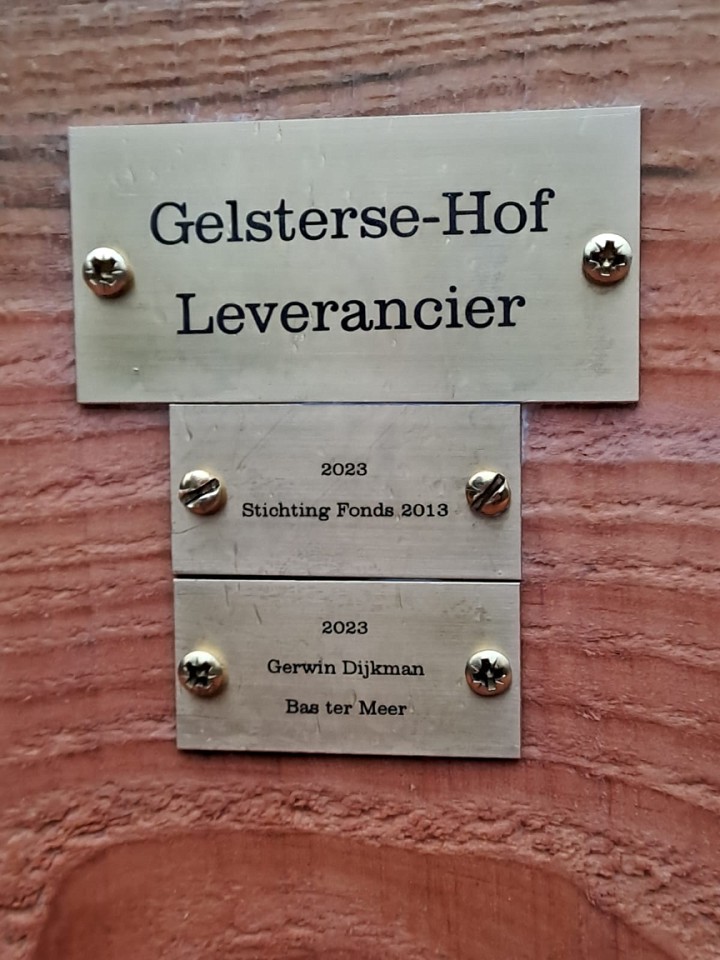 Gelsterse-Hof
Leverancier
2023
Stichting Fonds 2013
2023
Gerwin Dijkman
Bas ter Meer